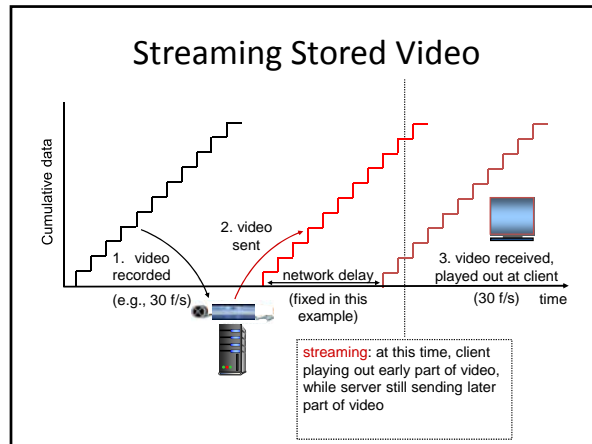 Streaming Stored Video
Cumulative data
1. video
recorded
(e.g., 30 f/s)
2. video
sent
network delay
(fixed in this
example)
3. video received,
played out at client
(30 f/s)
time
streaming: at this time, client
playing out early part of video,
while server still sending later
part of video